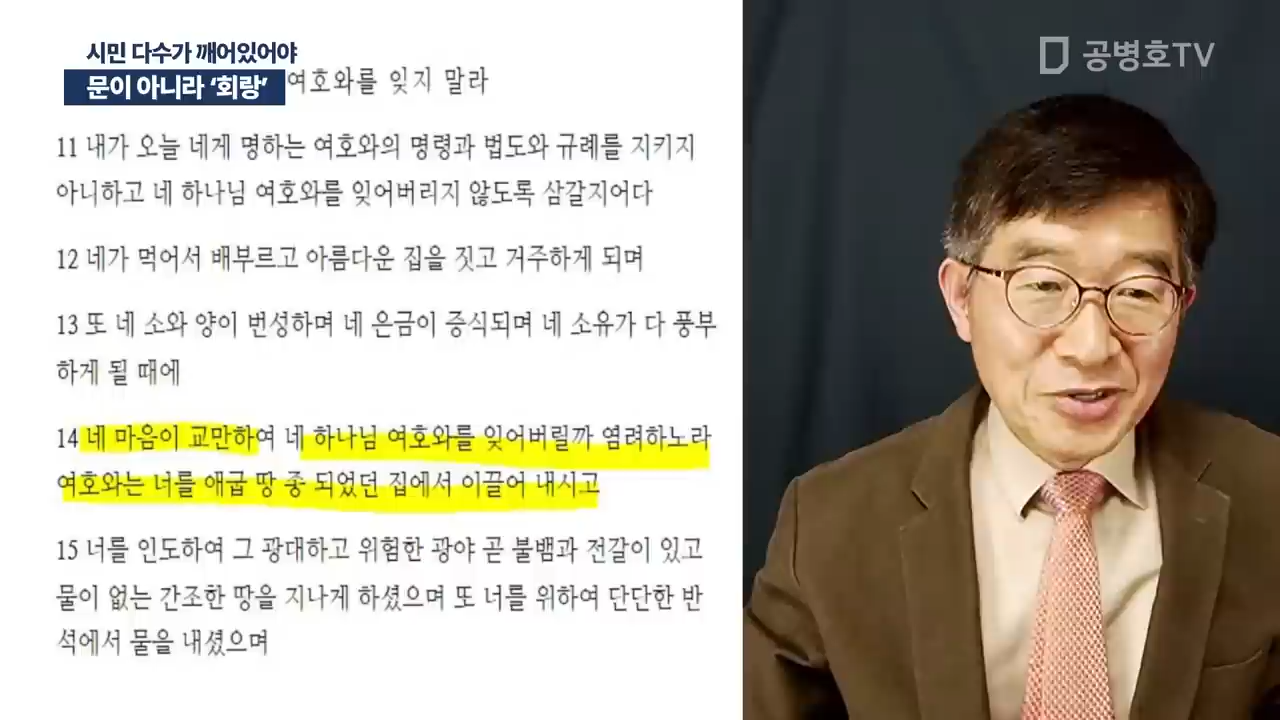 시민 다수가 깨어있어야
문이 아니라 ‘회랑’
여호와를 잊지 말라
공병호TV
11 내가 오늘 네게 명하는 여호와의 명령과 법도와 규례를 지키지
아니하고 네 하나님 여호와를 잊어버리지 않도록 삼갈지어다
12 네가 먹어서 배부르고 아름다운 집을 짓고 거주하게 되며
13 또 네 소와 양이 번성하며 네 은금이 증식되며 네 소유가 다 풍부
하게 될 때에
14 네 마음이 교만하여 네 하나님 여호와를 잊어버릴까 염려하노라
여호와는 너를 애굽 땅 종 되었던 집에서 이끌어 내시고
15 너를 인도하여 그 광대하고 위험한 광야 곧 불뱀과 전갈이 있고
물이 없는 간조한 땅을 지나게 하셨으며 또 너를 위하여 단단한 반
석에서 물을 내셨으며